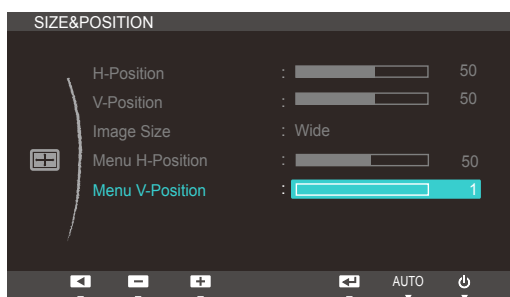 SIZE&POSITION
H-Position : 50
V-Position : 50
Image Size : Wide
Menu H-Position : 50
Menu V-Position : 1
AUTO